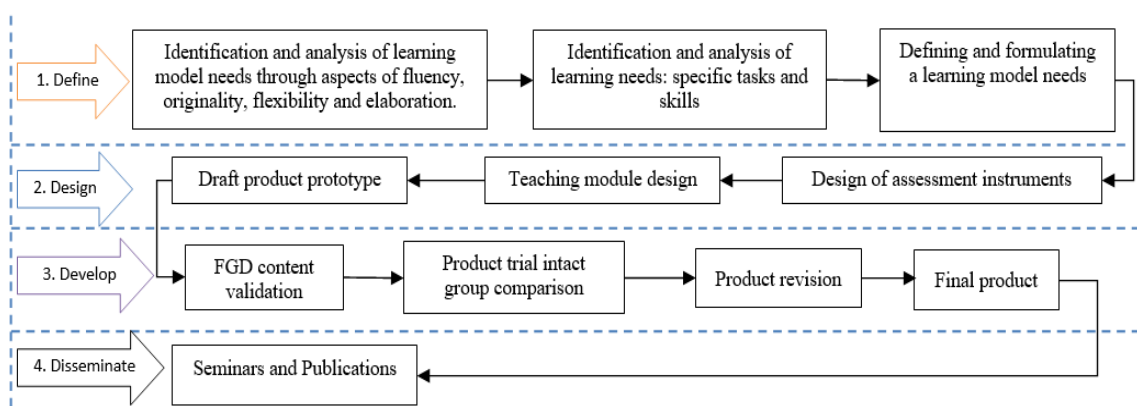 1. Define
Identification and analysis of learning
model needs through aspects of fluency,
originality, flexibility and elaboration.
Identification and analysis of
learning needs: specific tasks and
skills
Defining and formulating
a learning model needs
2. Design
Draft product prototype
Teaching module design
Design of assessment instruments
3. Develop
FGD content
validation
Product trial intact
group comparison
Product revision
Final product
4. Disseminate
Seminars and Publications